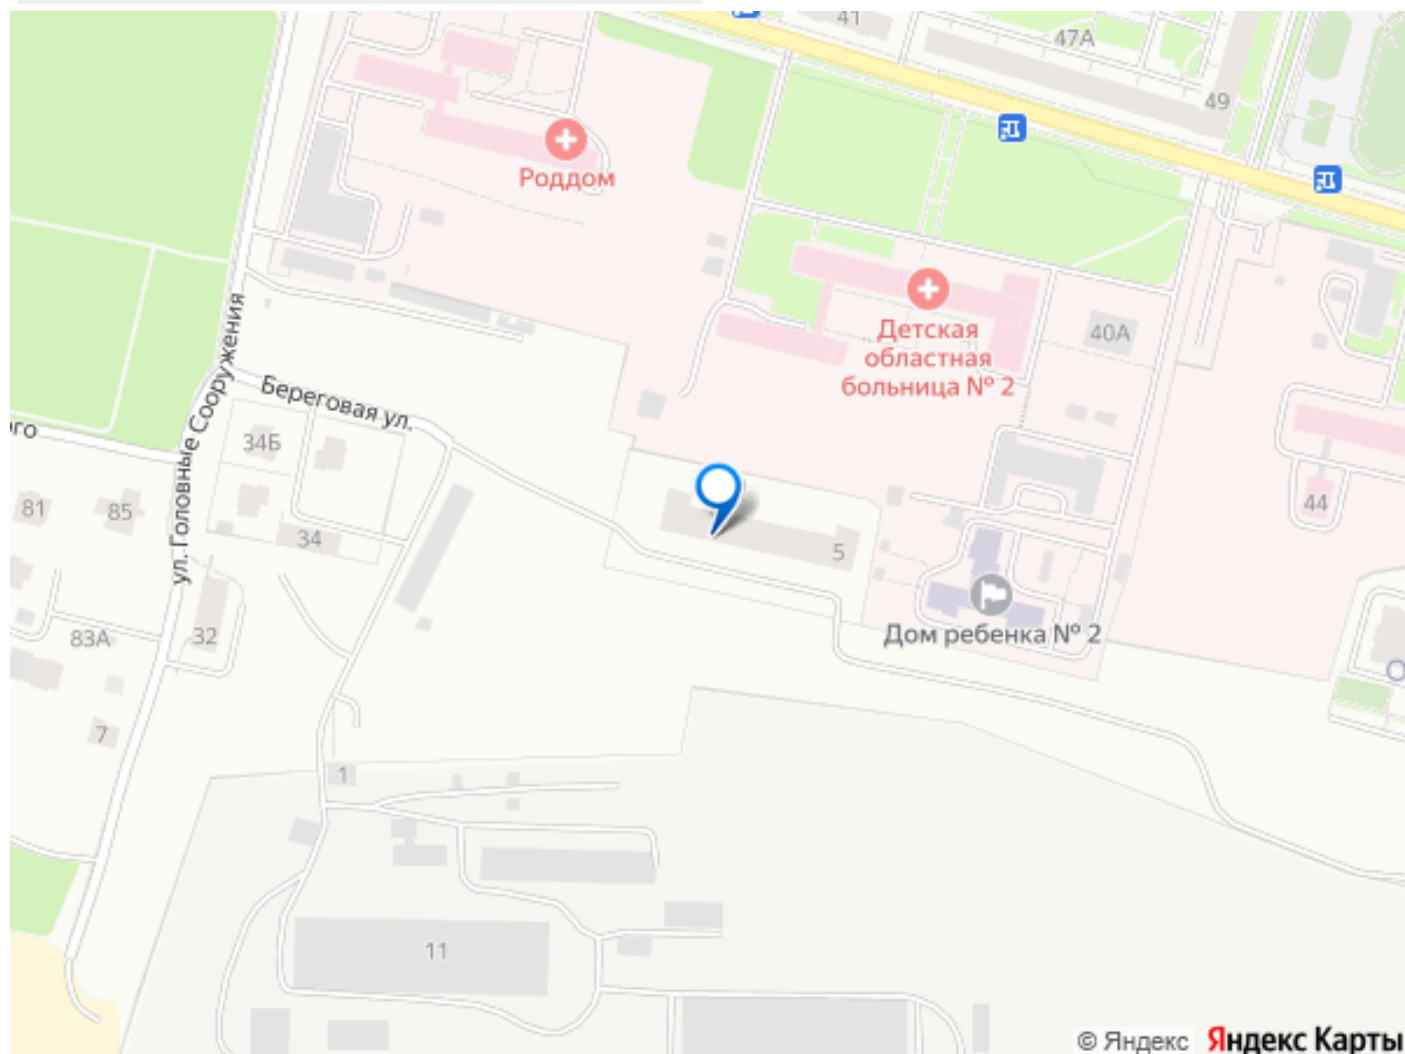 41
47А
49
Роддом
Детская
областная
больница № 2
40А
ул. Головные Сооружения
Береговая ул.
го
34Б
81
85
34
5
44
Дом ребенка № 2
83А
32
О
7
1
11
© Яндекс Яндекс Карты